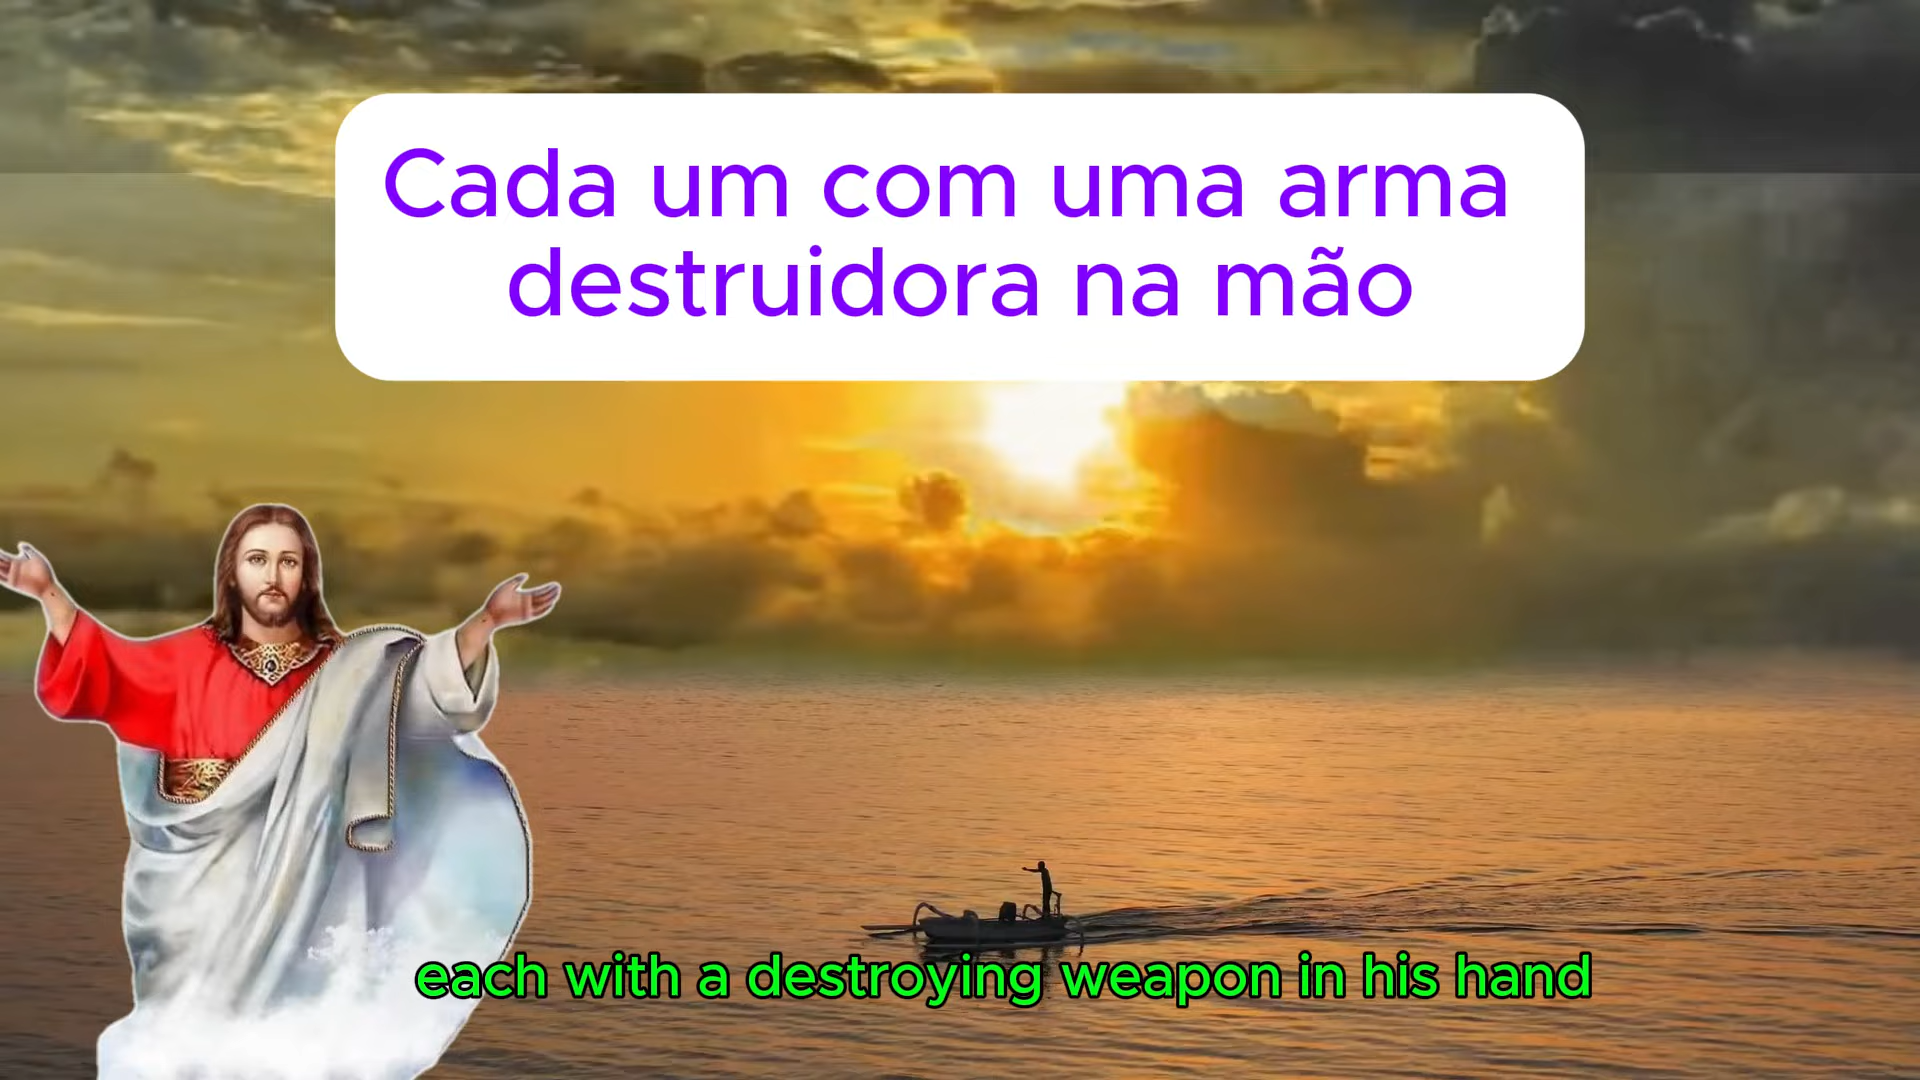 Cada um com uma arma
destruidora na mão
each with a destroying weapon in his hand